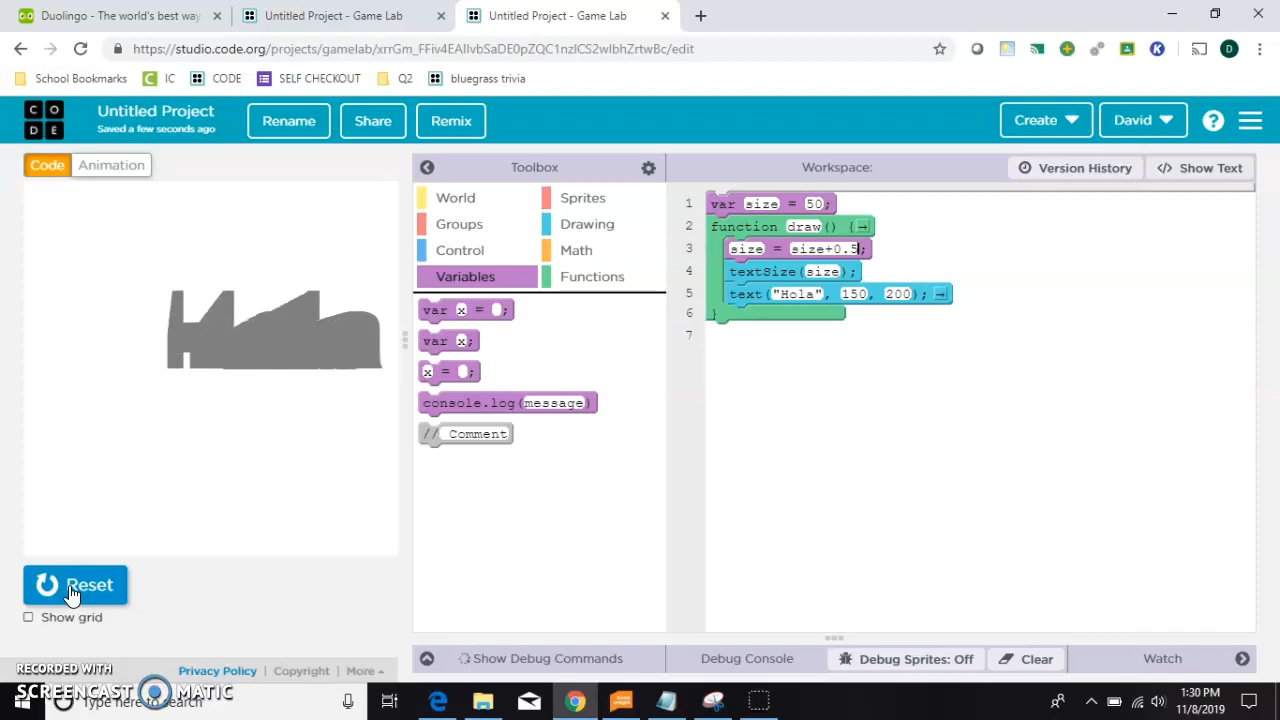 Duolingo - The world's best way
Untitled Project - Game Lab
Untitled Project - Game Lab
https://studio.code.org/projects/gamelab/xrrGm_FFiv4EAllvbSaDE0pZQC1nzlCS2wlbhZrtwBc/edit
D
School Bookmarks
IC
CODE
SELF CHECKOUT
Q2
bluegrass trivia
C O
D E
Untitled Project
Saved a few seconds ago
Rename
Share
Remix
Create
David
?
Code
Animation
Toolbox
Workspace:
Version History
</> Show Text
World
Sprites
Groups
Drawing
Control
Math
Variables
Functions
var x = ;
var x;
x = ;
console.log(message)
// Comment
1 var size = 50;
2 function draw() {
3 size = size+0.5;
4 textSize(size);
5 text("Hola", 150, 200);
6 }
7
Reset
Show grid
Privacy Policy | Copyright | More
Show Debug Commands
Debug Console
Debug Sprites: Off
Clear
Watch
RECORDED WITH
SCREENCAST MATIC
Type here to search
1:30 PM
11/8/2019